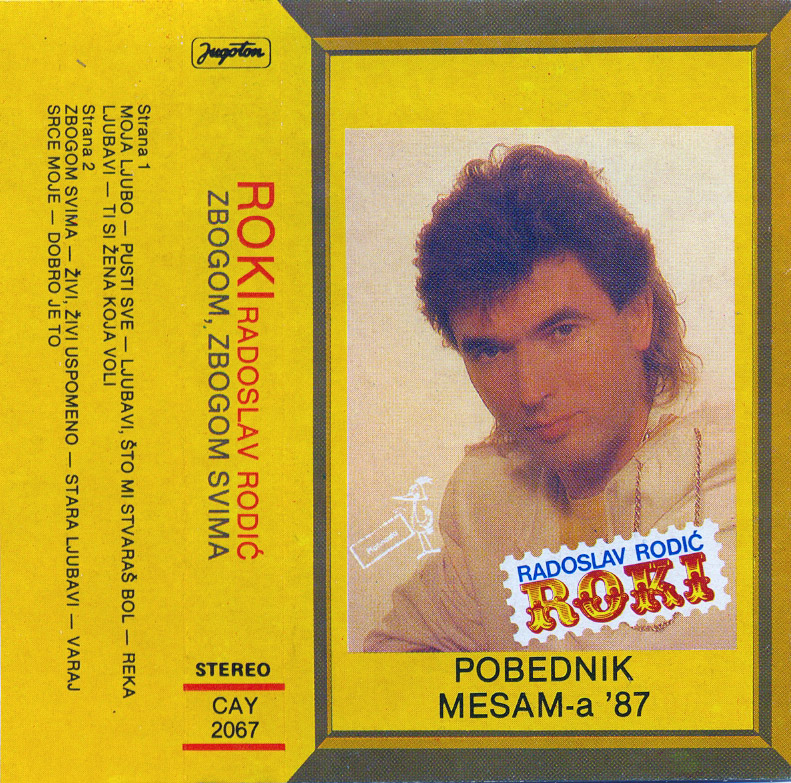 Jugoton
Strana 1
MOJA LJUBO — PUSTI SVE — LJUBAVI, ŠTO MI STVARAŠ BOL — REKA
LJUBAVI — TI SI ŽENA KOJA VOLI
Strana 2
ZBOGOM SVIMA — ŽIVI, ŽIVI USPOMENO — STARA LJUBAVI — VARAJ
SRCE MOJE — DOBRO JE TO
ROKI RADOSLAV RODIĆ
ZBOGOM, ZBOGOM SVIMA
STEREO
CAY
2067
RADOSLAV RODIĆ
ROKI
POBEDNIK
MESAM-a '87